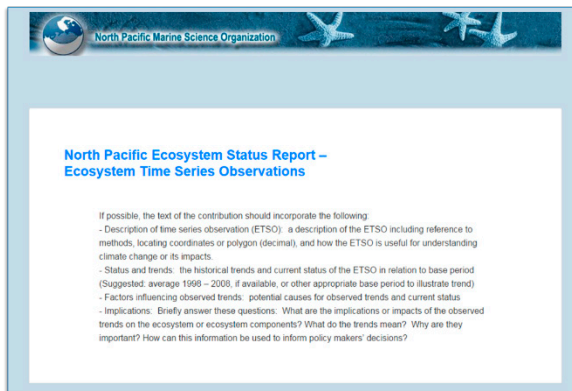 North Pacific Marine Science Organization
North Pacific Ecosystem Status Report –
Ecosystem Time Series Observations
If possible, the text of the contribution should incorporate the following:
- Description of time series observation (ETSO): a description of the ETSO including reference to
methods, locating coordinates or polygon (decimal), and how the ETSO is useful for understanding
climate change or its impacts.
- Status and trends: the historical trends and current status of the ETSO in relation to base period
(Suggested: average 1998 – 2008, if available, or other appropriate base period to illustrate trend)
- Factors influencing observed trends: potential causes for observed trends and current status
- Implications: Briefly answer these questions: What are the implications or impacts of the observed
trends on the ecosystem or ecosystem components? What do the trends mean? Why are they
important? How can this information be used to inform policy makers' decisions?